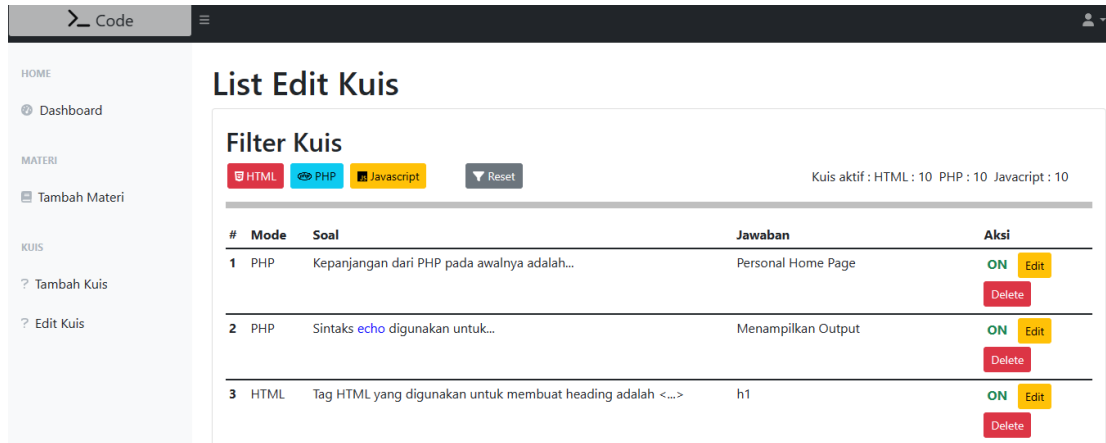 Code
HOME
Dashboard
MATERI
Tambah Materi
KUIS
? Tambah Kuis
? Edit Kuis
List Edit Kuis
Filter Kuis
HTML PHP Javascript Reset Kuis aktif : HTML : 10 PHP : 10 Javacript : 10
# Mode Soal Jawaban Aksi
1 PHP Kepanjangan dari PHP pada awalnya adalah... Personal Home Page ON Edit
Delete
2 PHP Sintaks echo digunakan untuk... Menampilkan Output ON Edit
Delete
3 HTML Tag HTML yang digunakan untuk membuat heading adalah <...> h1 ON Edit
Delete